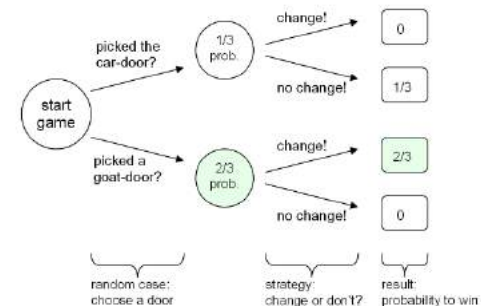 start
game
picked the
car-door?
1/3
prob.
change!
0
no change!
1/3
picked a
goat-door?
2/3
prob.
change!
2/3
no change!
0
random case:
choose a door
strategy:
change or don't?
result:
probability to win